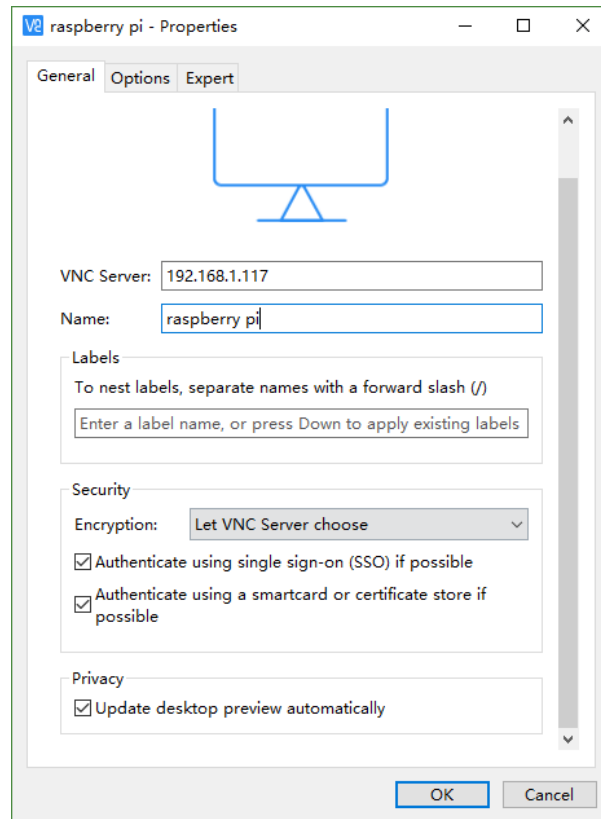 V2 raspberry pi - Properties
General Options Expert
VNC Server: 192.168.1.117
Name: raspberry pi
Labels
To nest labels, separate names with a forward slash (/)
Enter a label name, or press Down to apply existing labels
Security
Encryption: Let VNC Server choose
Authenticate using single sign-on (SSO) if possible
Authenticate using a smartcard or certificate store if
possible
Privacy
Update desktop preview automatically
OK Cancel